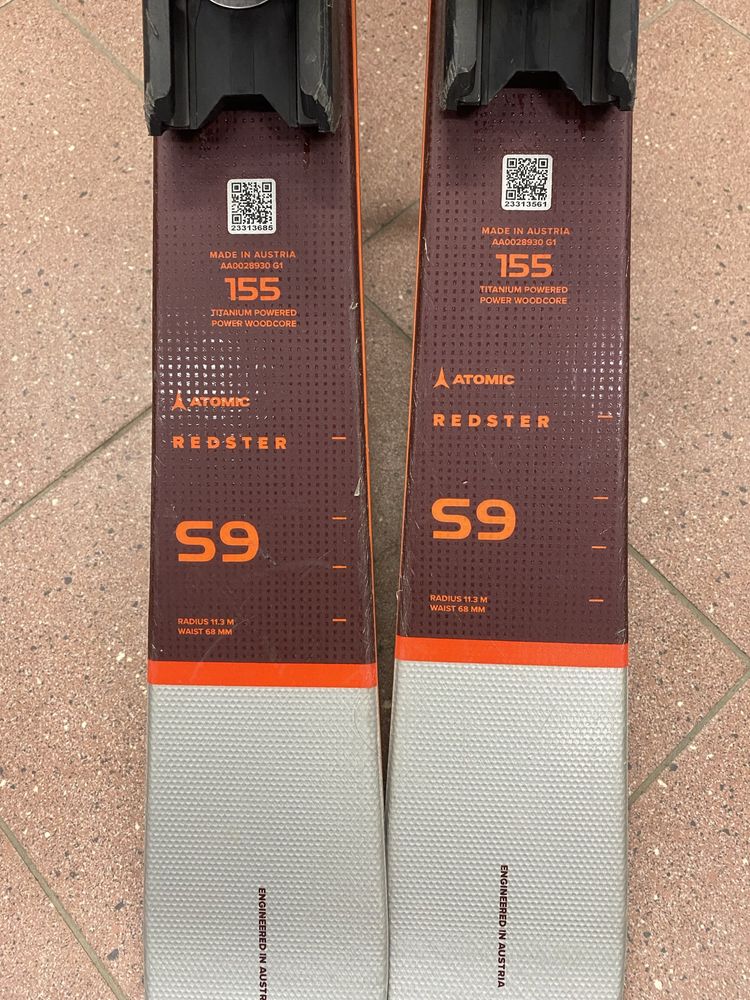 23313685
MADE IN AUSTRIA
AA0028930 G1
155
TITANIUM POWERED
POWER WOODCORE
ATOMIC
REDSTER
S9
RADIUS 11.3 M
WAIST 68 MM
ENGINEERED IN AUSTR
23313561
MADE IN AUSTRIA
AA0028930 G1
155
TITANIUM POWERED
POWER WOODCORE
ATOMIC
REDSTER
S9
RADIUS 11.3 M
WAIST 68 MM
ENGINEERED IN AUSTRIA